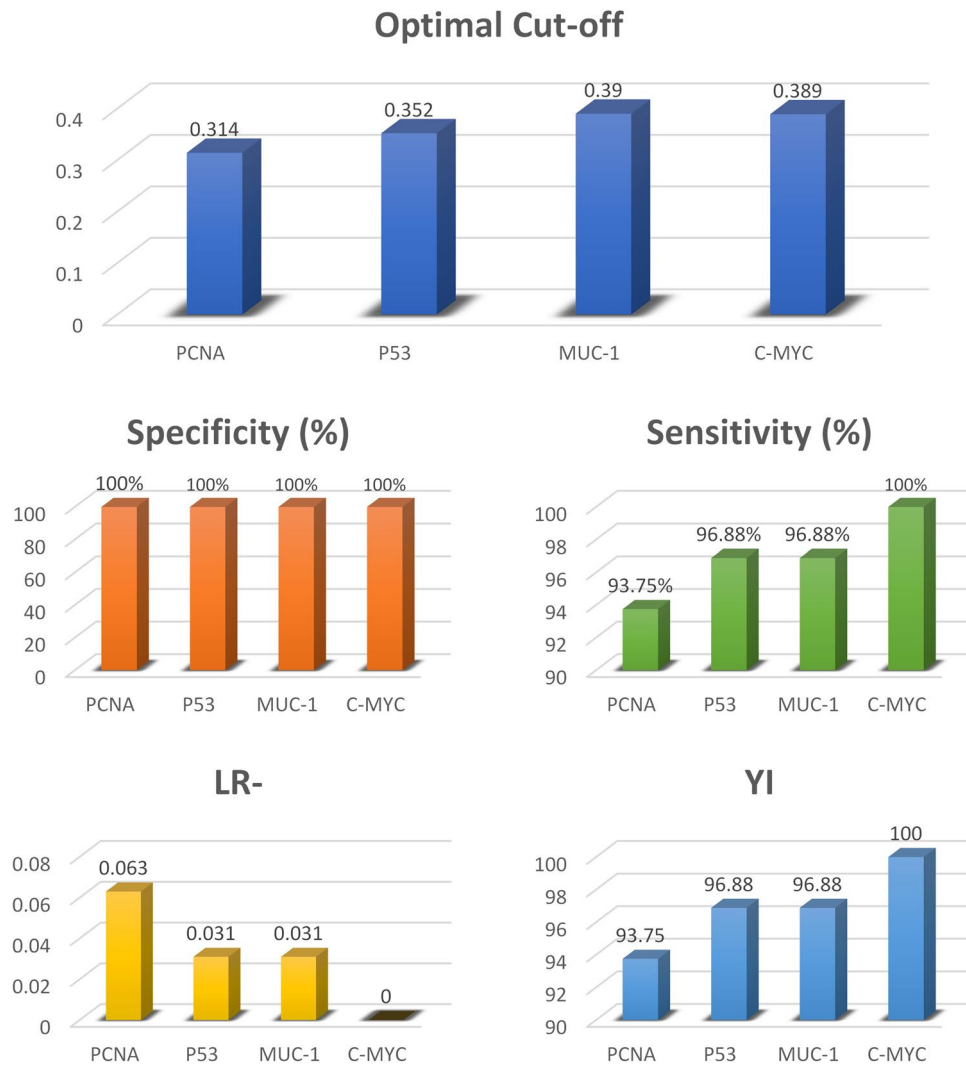 Optimal Cut-off
0.4
0.3
0.2
0.1
0
0.314
0.352
0.39
0.389
PCNA
P53
MUC-1
C-MYC
Specificity (%)
100
80
60
40
20
0
100%
100%
100%
100%
PCNA
P53
MUC-1
C-MYC
Sensitivity (%)
100
98
96
94
92
90
93.75%
96.88%
96.88%
100%
PCNA
P53
MUC-1
C-MYC
LR-
0.08
0.06
0.04
0.02
0
0.063
0.031
0.031
0
PCNA
P53
MUC-1
C-MYC
YI
100
98
96
94
92
90
93.75
96.88
96.88
100
PCNA
P53
MUC-1
C-MYC